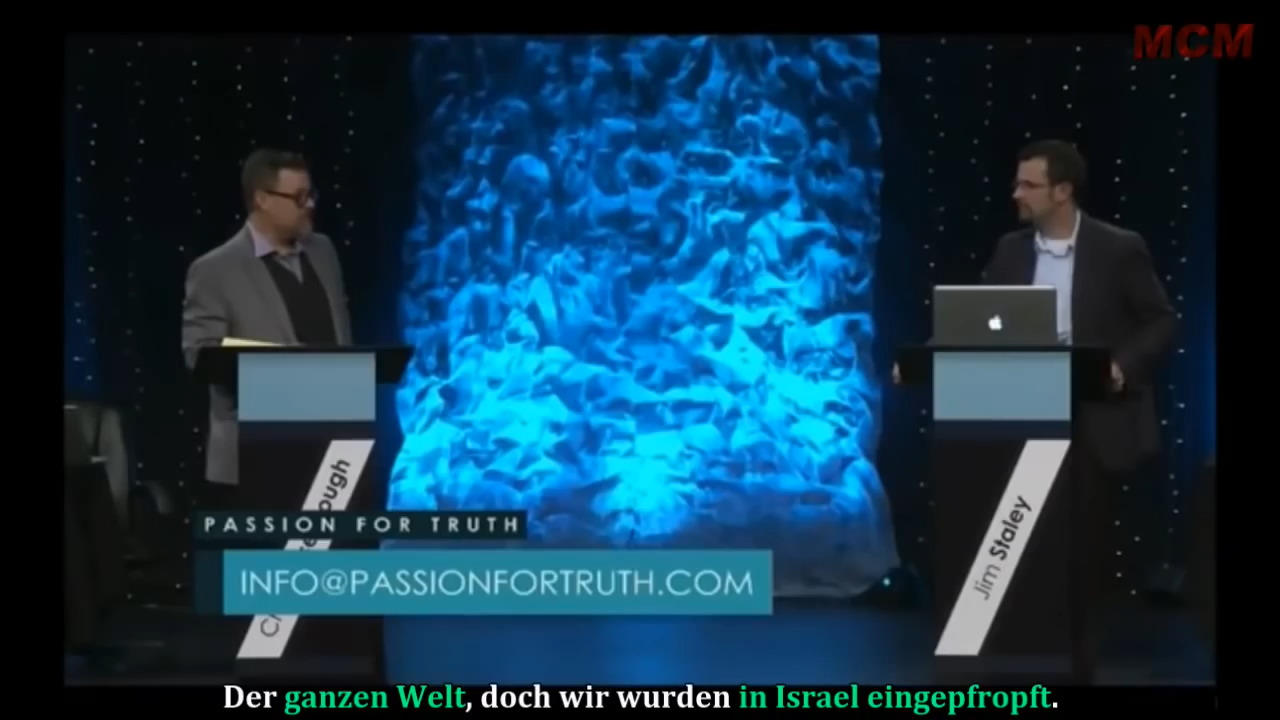 MCM
PASSION FOR TRUTH
INFO@PASSIONFORTRUTH.COM
Jim Staley
Der ganzen Welt, doch wir wurden in Israel eingepfropft.